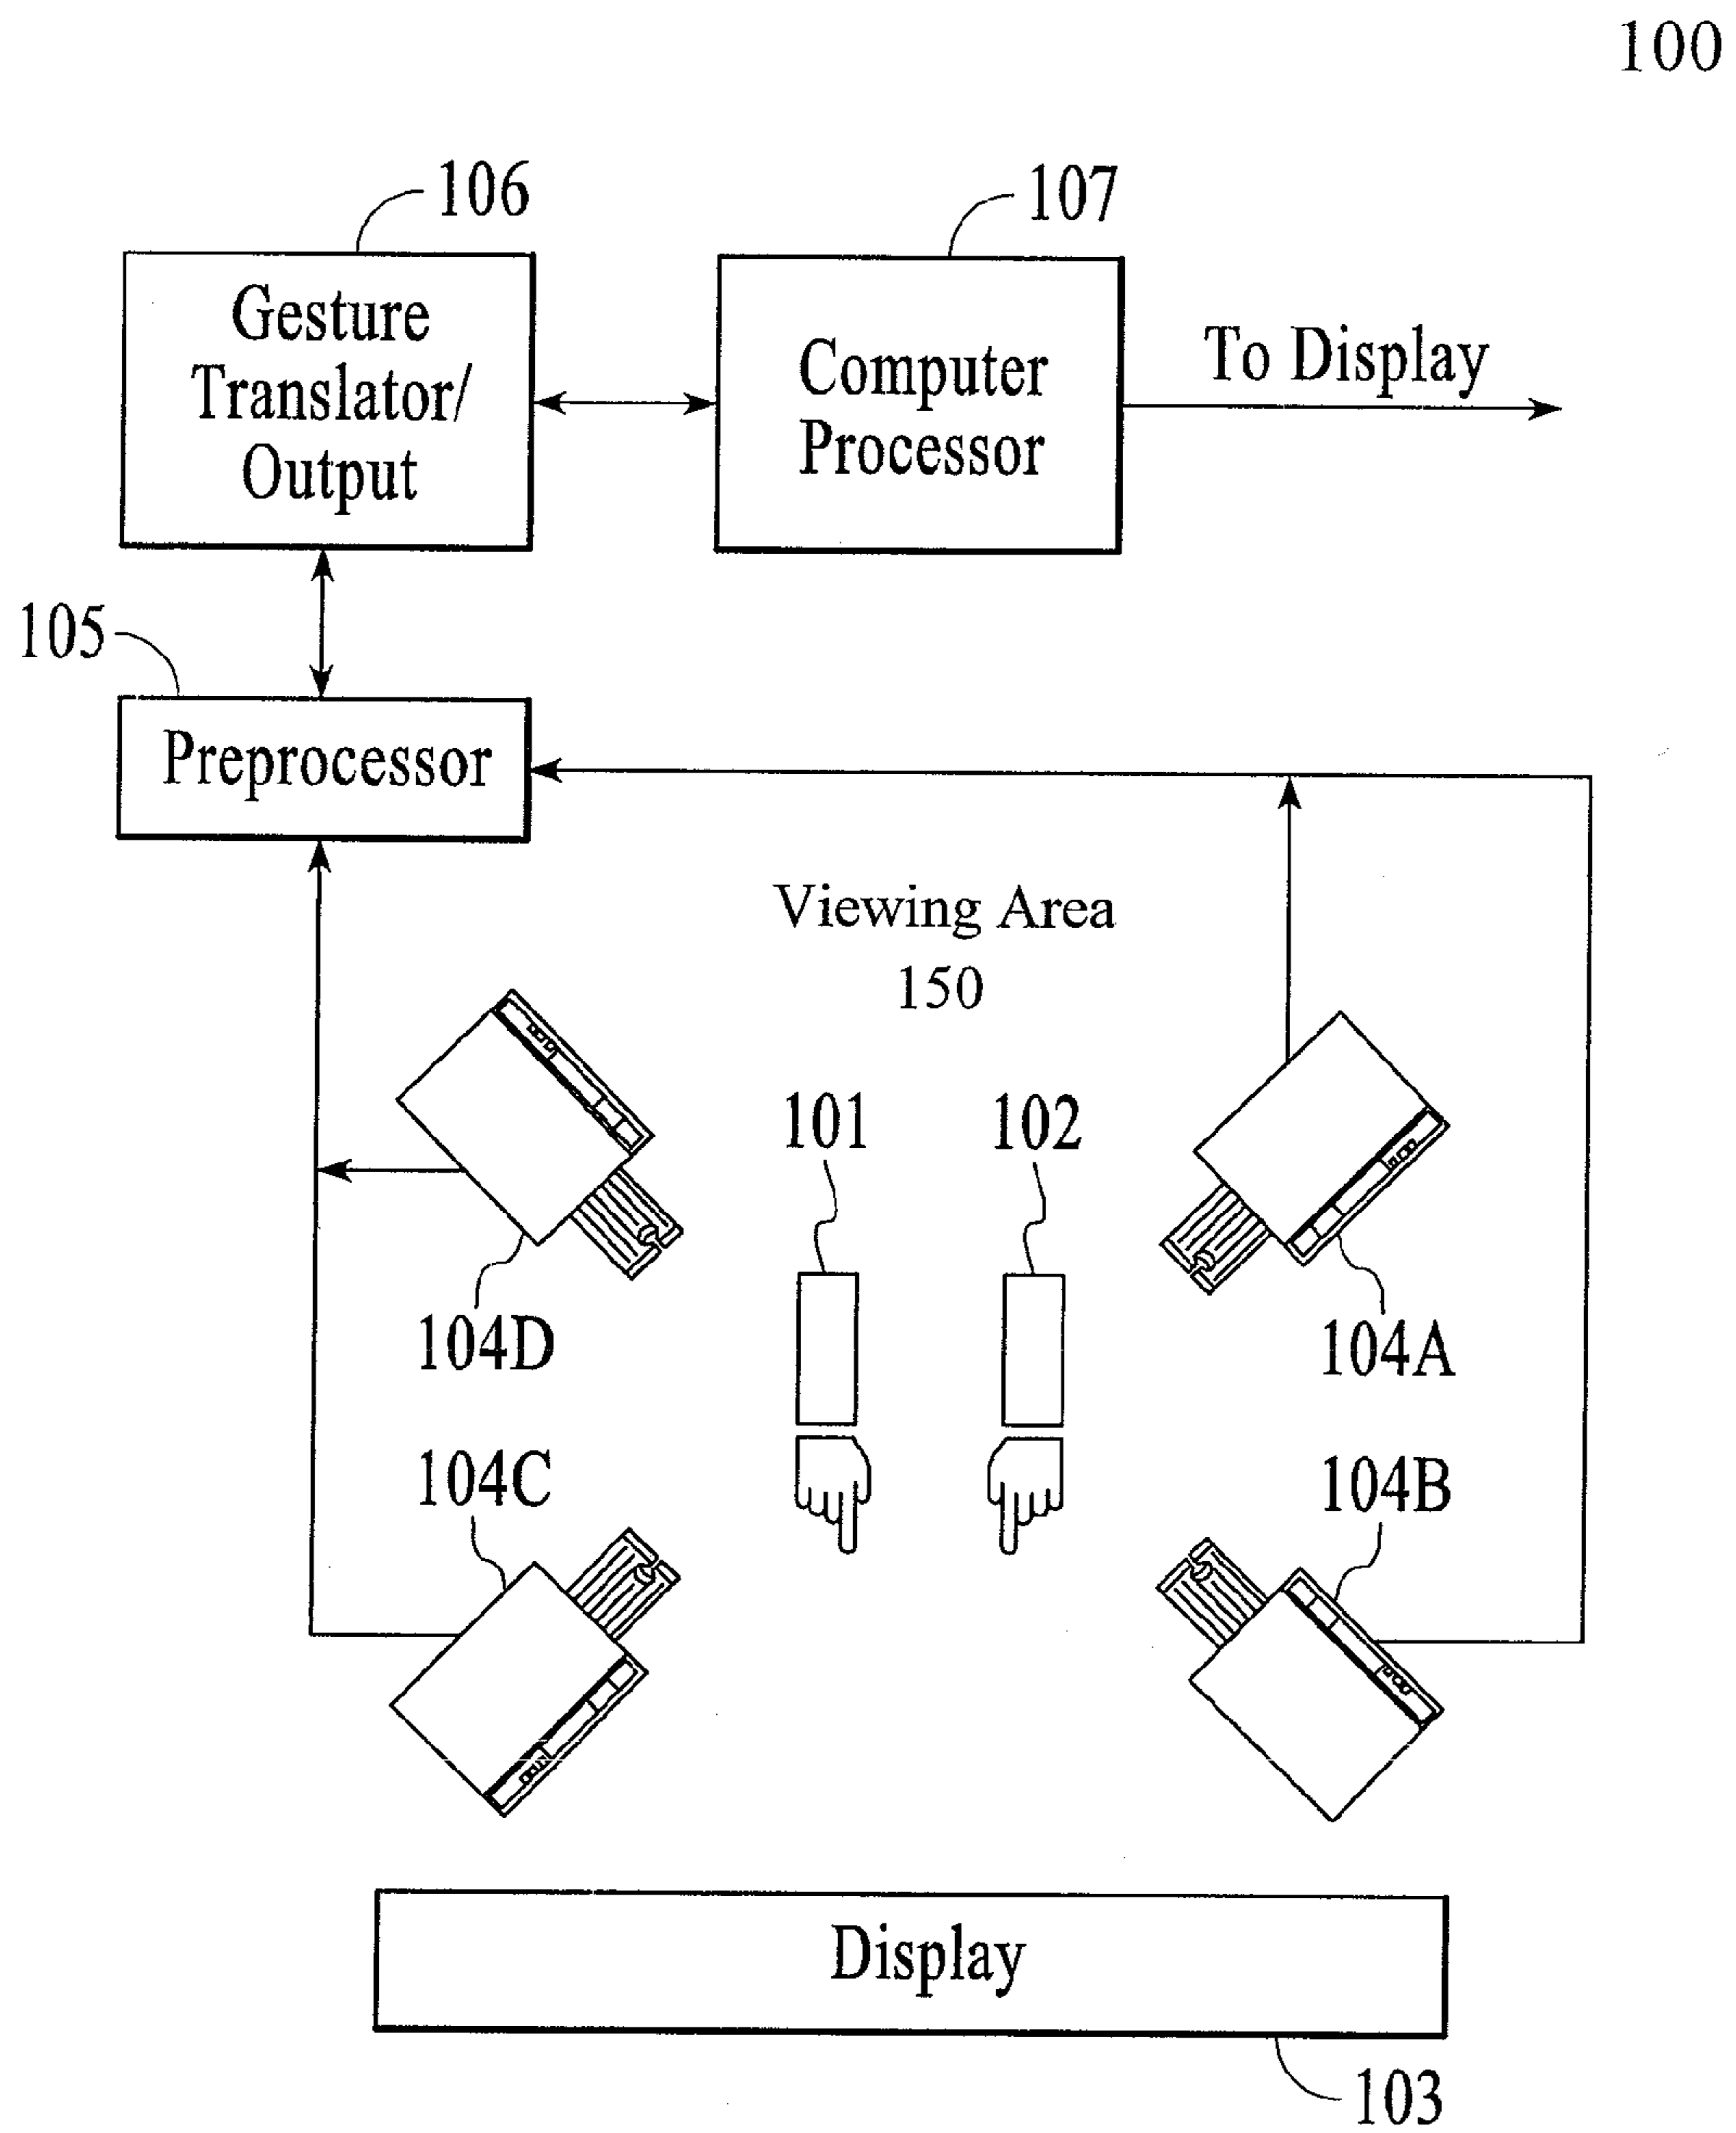 100
106
107
Gesture
Translator/
Output
Computer
Processor
To Display
105
Preprocessor
Viewing Area
150
101
102
104D
104A
104C
104B
Display
103